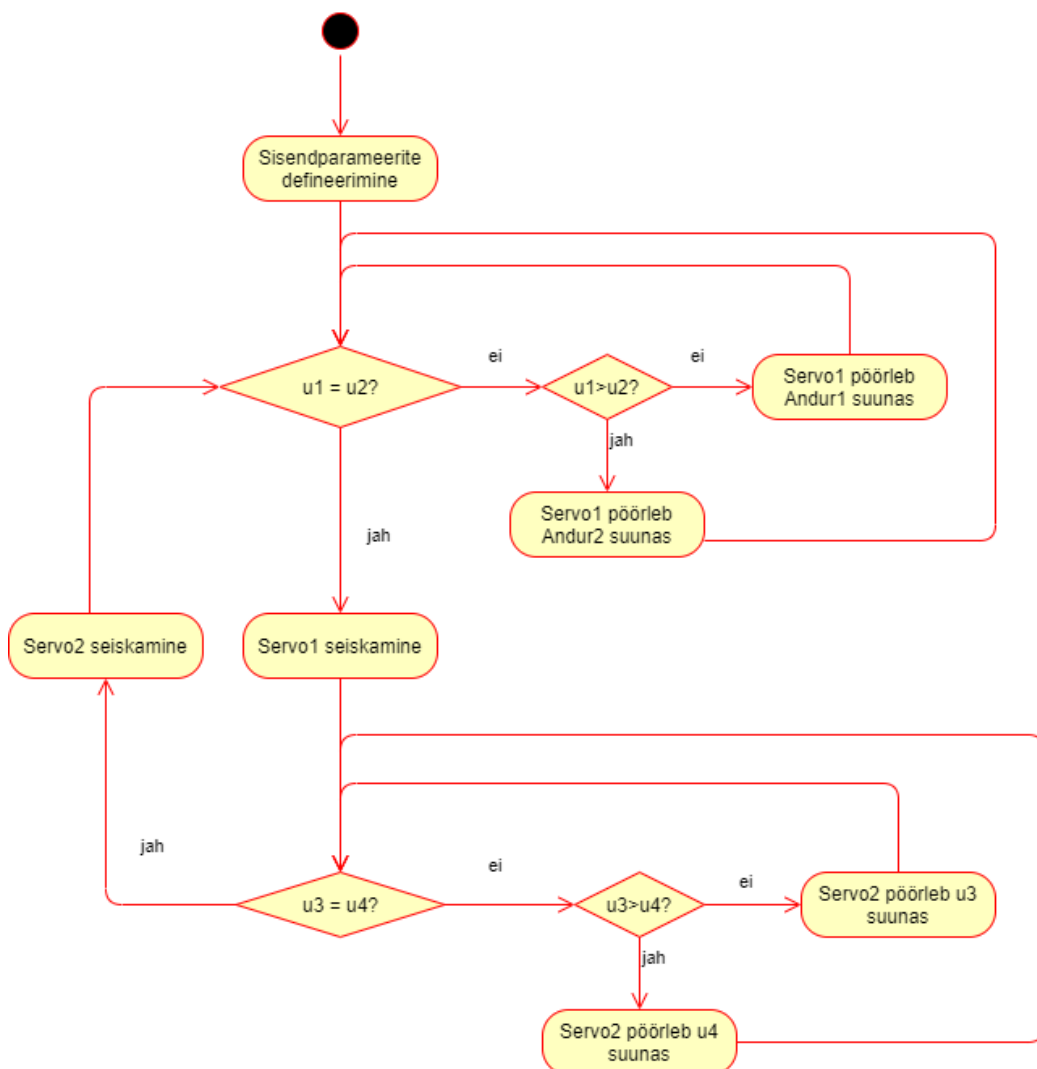 Sisendparameerite
defineerimine
u1 = u2?
ei
u1>u2?
ei
Servo1 pöörleb
Andur1 suunas
jah
Servo1 pöörleb
Andur2 suunas
jah
Servo2 seiskamine
Servo1 seiskamine
jah
u3 = u4?
ei
u3>u4?
ei
Servo2 pöörleb u3
suunas
jah
Servo2 pöörleb u4
suunas